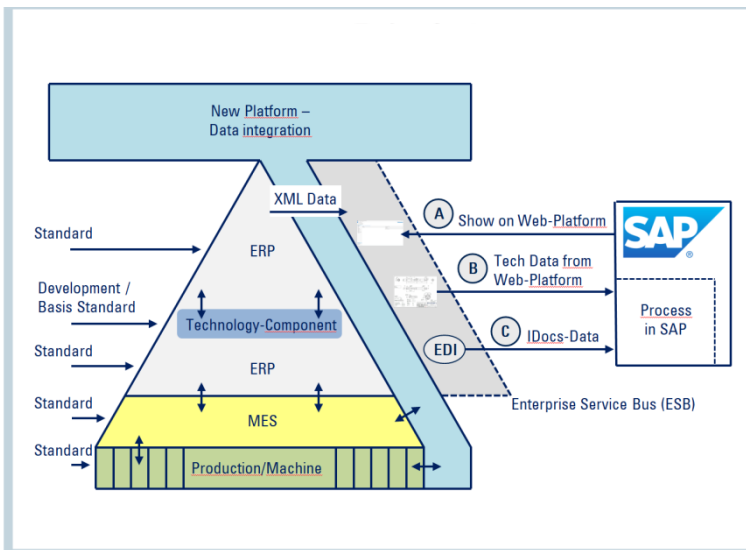 New Platform –
Data integration
XML Data
A
Show on Web-Platform
SAP
®
Standard
ERP
B
Tech Data from
Web-Platform
Development /
Basis Standard
Technology-Component
Process
in SAP
C
IDocs-Data
EDI
Standard
ERP
Enterprise Service Bus (ESB)
Standard
MES
Standard
Production/Machine